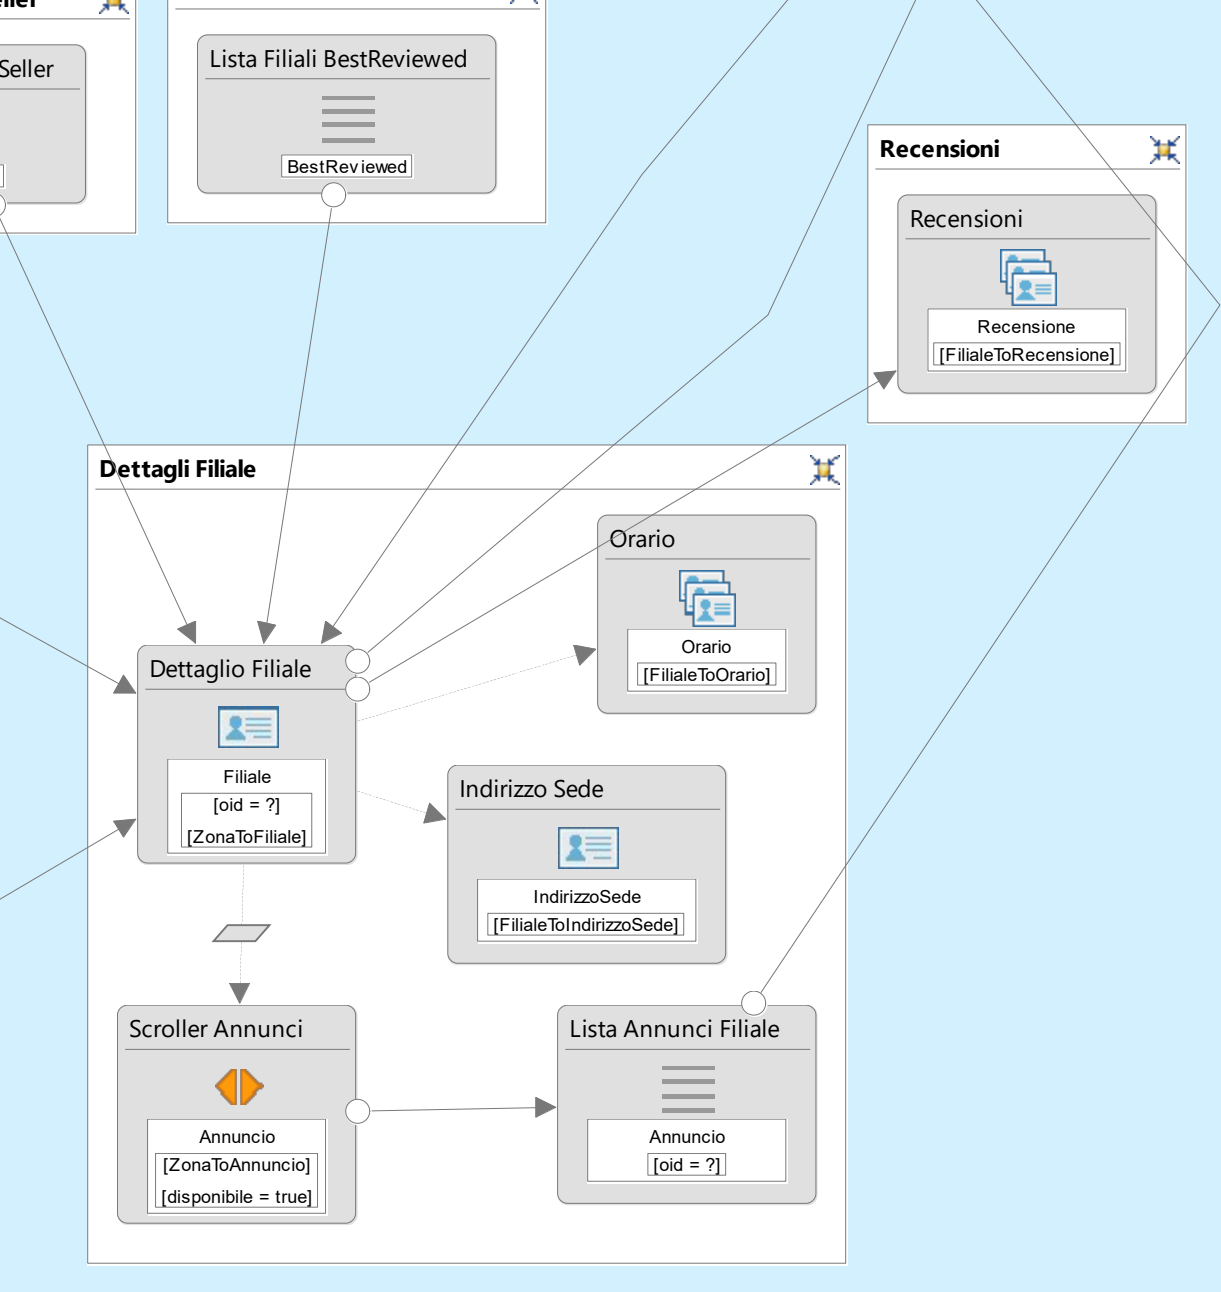 Seller
Lista Filiali BestReviewed
BestReviewed
Recensioni
Recensioni
Recensione
[FilialeToRecensione]
Dettagli Filiale
Orario
Orario
[FilialeToOrario]
Dettaglio Filiale
Filiale
[oid = ?]
[ZonaToFiliale]
Indirizzo Sede
IndirizzoSede
[FilialeToIndirizzoSede]
Scroller Annunci
Annuncio
[ZonaToAnnuncio]
[disponibile = true]
Lista Annunci Filiale
Annuncio
[oid = ?]